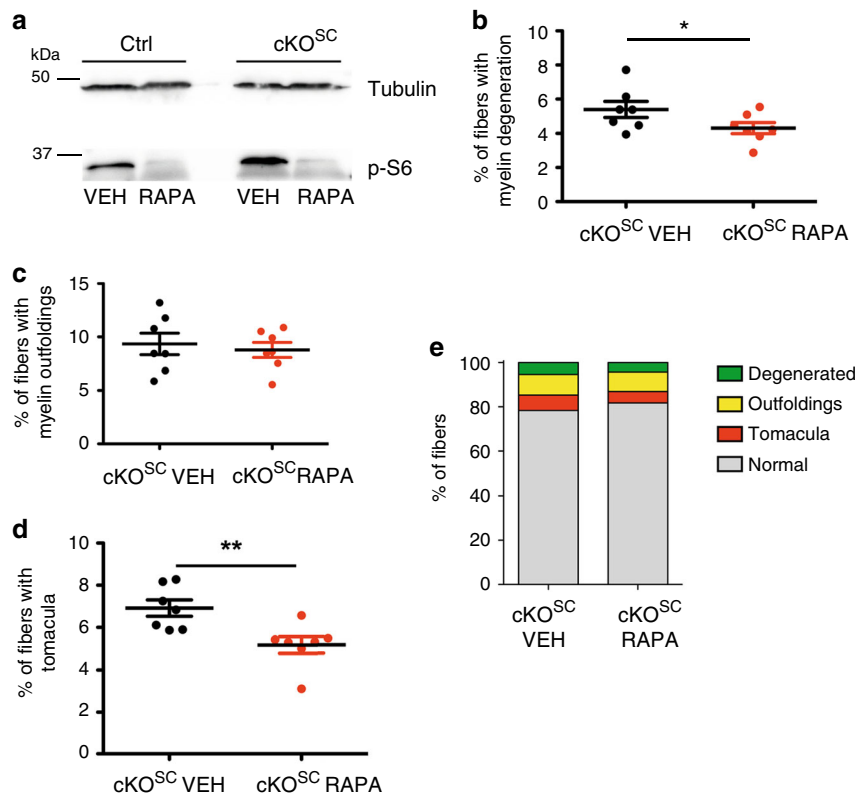 a
kDa
Ctrl
cKO^SC
50
Tubulin
37
p-S6
VEH RAPA VEH RAPA
b
*
% of fibers with
myelin degeneration
10
8
6
4
2
0
cKO^SC VEH
cKO^SC RAPA
c
% of fibers with
myelin outfoldings
15
10
5
0
cKO^SC VEH
cKO^SC RAPA
d
**
% of fibers with
tomacula
10
8
6
4
2
0
cKO^SC VEH
cKO^SC RAPA
e
% of fibers
100
80
60
40
20
0
cKO^SC
VEH
cKO^SC
RAPA
Degenerated
Outfoldings
Tomacula
Normal